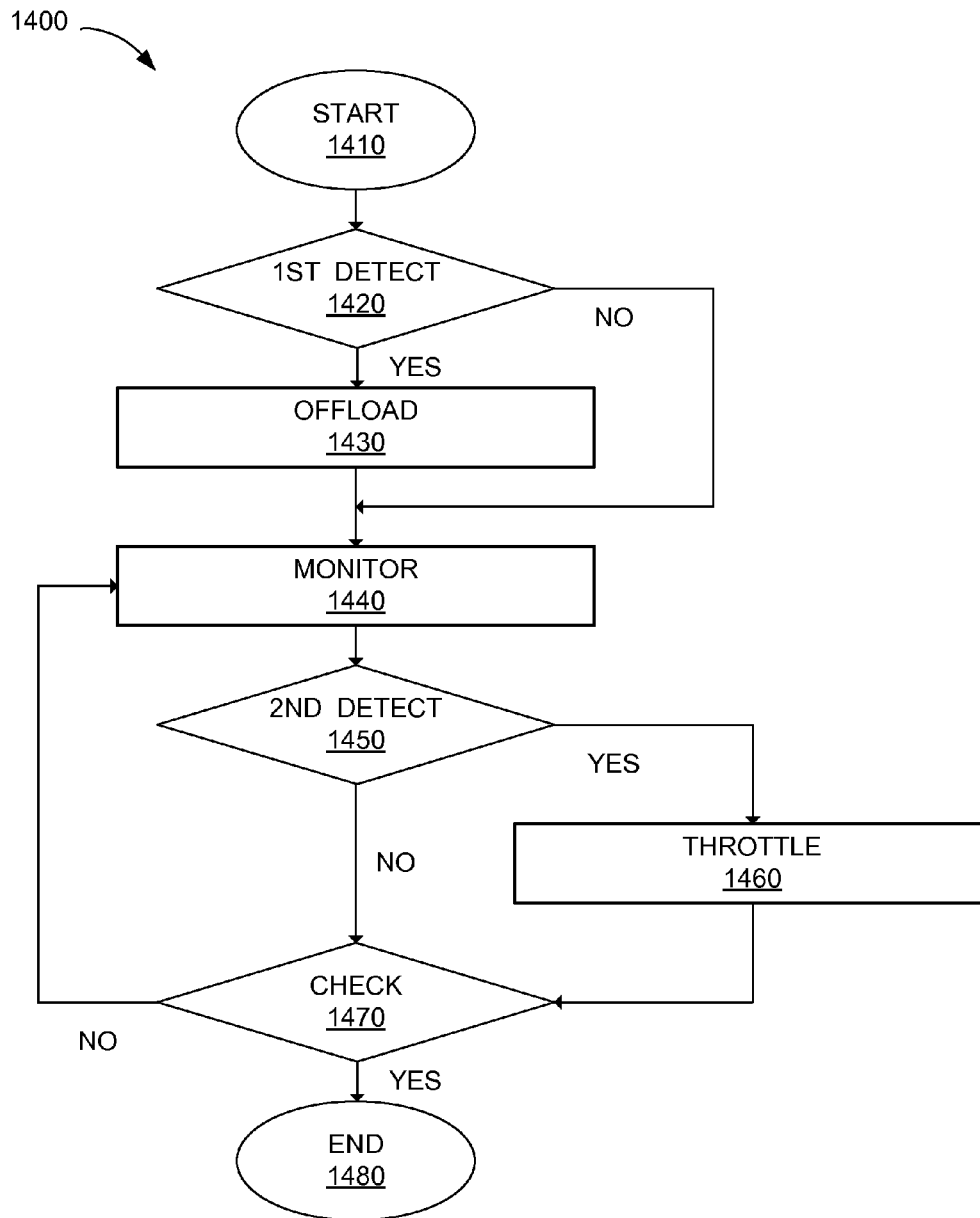 1400
START
1410
1ST DETECT
1420
NO
YES
OFFLOAD
1430
MONITOR
1440
2ND DETECT
1450
YES
NO
THROTTLE
1460
CHECK
1470
NO
YES
END
1480